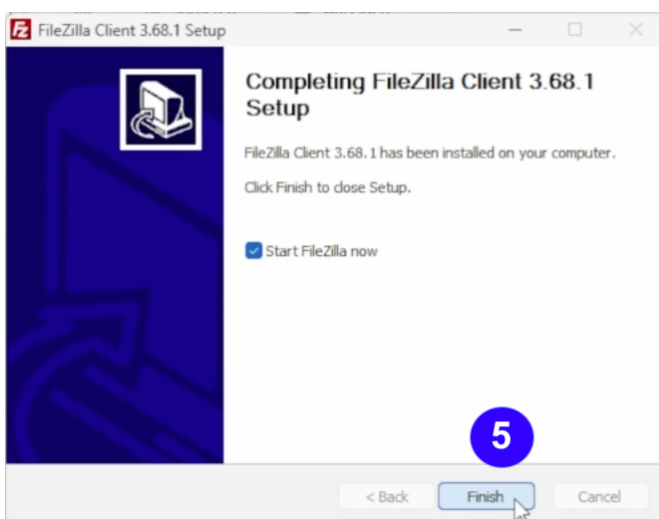 FileZilla Client 3.68.1 Setup
Completing FileZilla Client 3.68.1
Setup
FileZilla Client 3.68.1 has been installed on your computer.
Click Finish to close Setup.
Start FileZilla now
5
< Back Finish Cancel